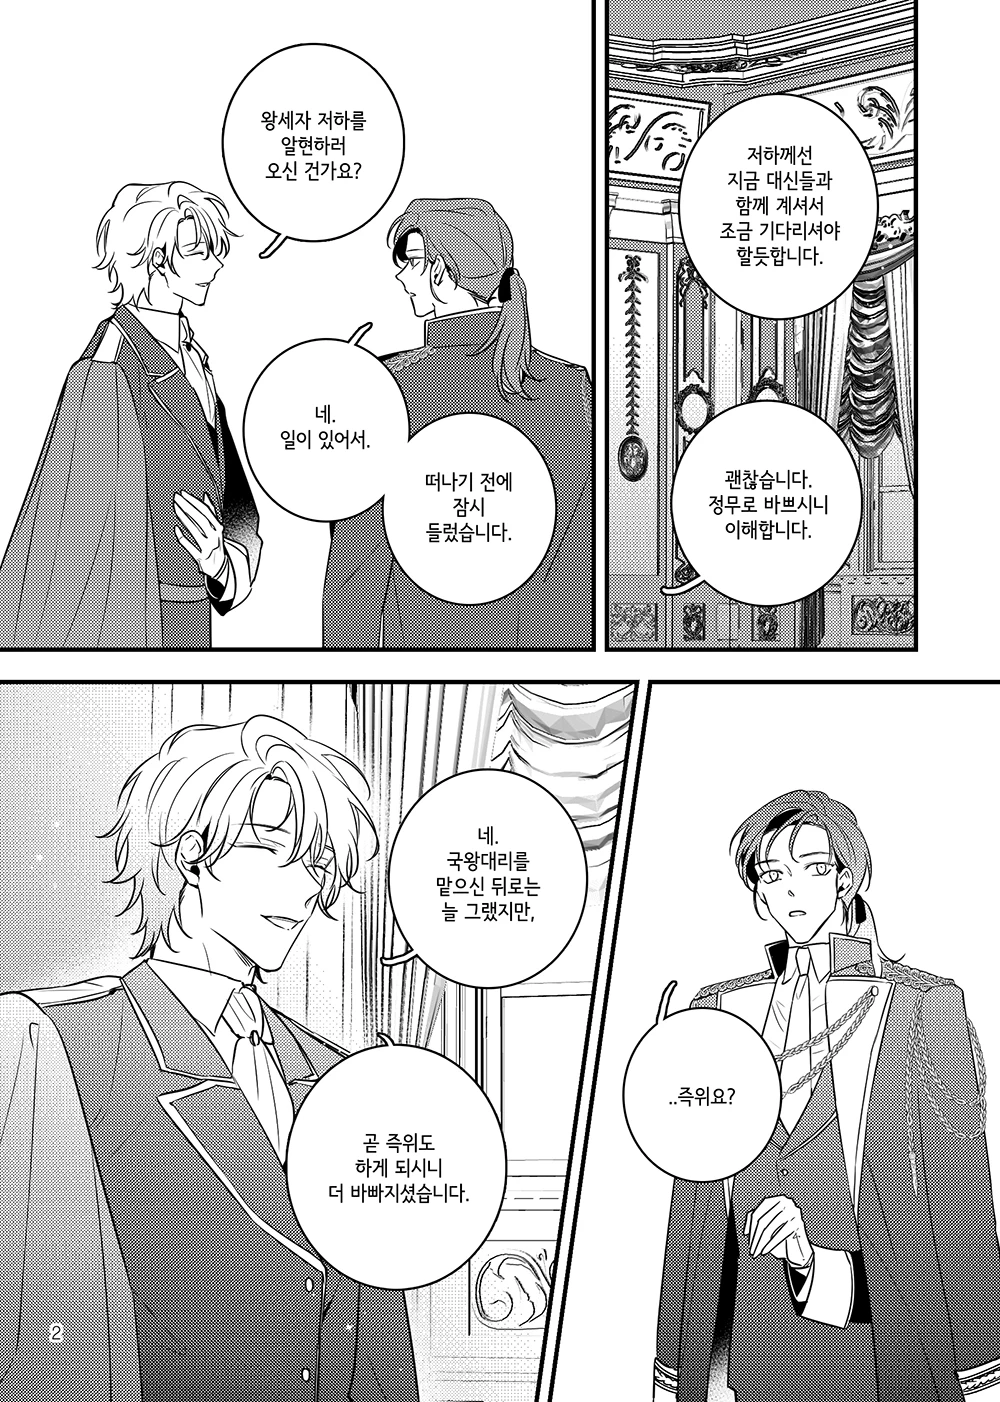 왕세자 저하를
알현하러
오신 건가요?
네.
일이 있어서.
떠나기 전에
잠시
들렀습니다.
저하께선
지금 대신들과
함께 계셔서
조금 기다리셔야
할듯합니다.
괜찮습니다.
정무로 바쁘시니
이해합니다.
네.
국왕대리를
맡으신 뒤로는
늘 그랬지만,
곧 즉위도
하게 되시니
더 바빠지셨습니다.
..즉위요?
2